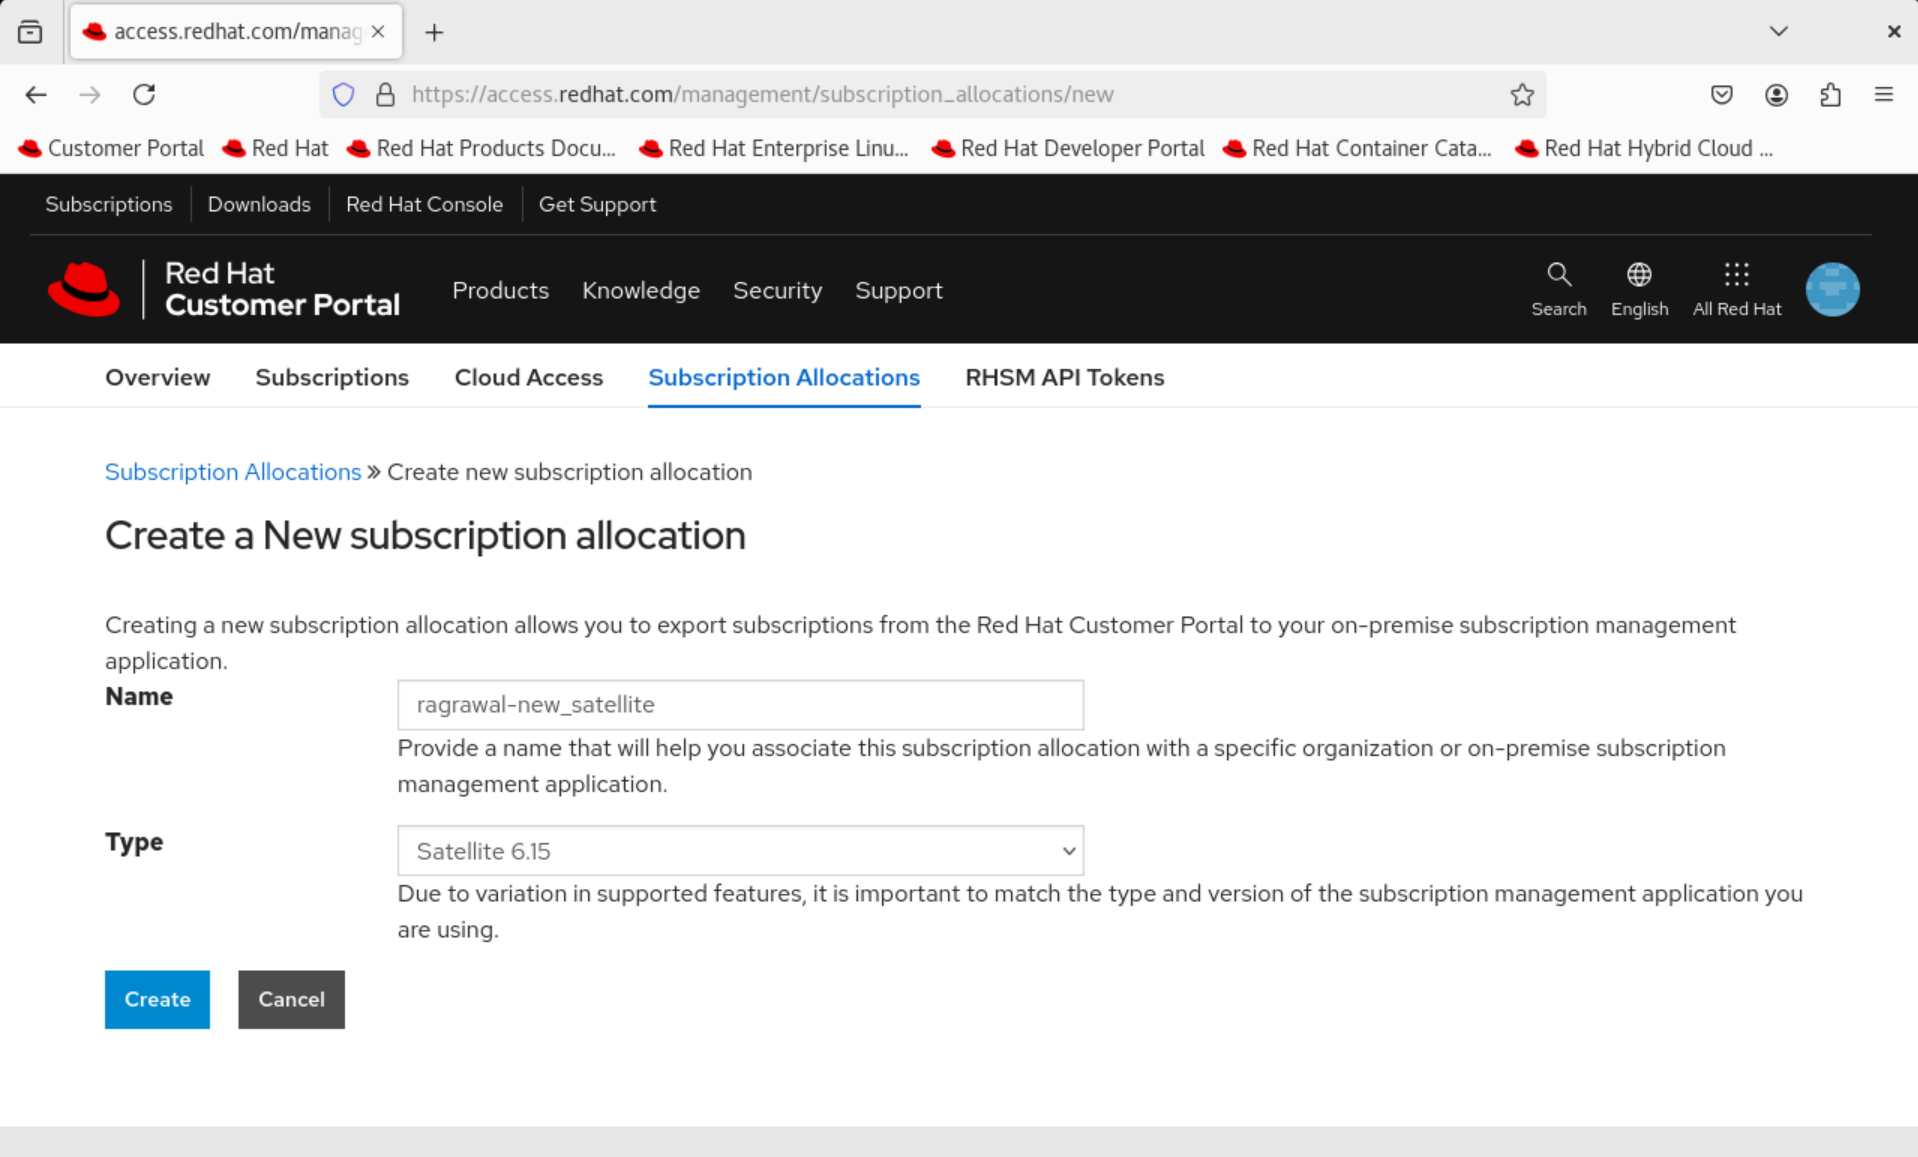 access.redhat.com/manag
https://access.redhat.com/management/subscription_allocations/new
Customer Portal Red Hat Red Hat Products Docu... Red Hat Enterprise Linu... Red Hat Developer Portal Red Hat Container Cata... Red Hat Hybrid Cloud ...
Subscriptions Downloads Red Hat Console Get Support
Red Hat
Customer Portal
Products Knowledge Security Support
Search English All Red Hat
Overview Subscriptions Cloud Access Subscription Allocations RHSM API Tokens
Subscription Allocations » Create new subscription allocation
Create a New subscription allocation
Creating a new subscription allocation allows you to export subscriptions from the Red Hat Customer Portal to your on-premise subscription management
application.
Name
ragrawal-new_satellite
Provide a name that will help you associate this subscription allocation with a specific organization or on-premise subscription
management application.
Type
Satellite 6.15
Due to variation in supported features, it is important to match the type and version of the subscription management application you
are using.
Create Cancel